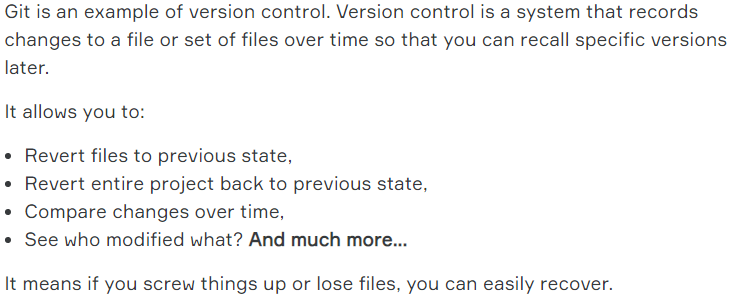 Git is an example of version control. Version control is a system that records
changes to a file or set of files over time so that you can recall specific versions
later.
It allows you to:
• Revert files to previous state,
• Revert entire project back to previous state,
• Compare changes over time,
• See who modified what? And much more...
It means if you screw things up or lose files, you can easily recover.